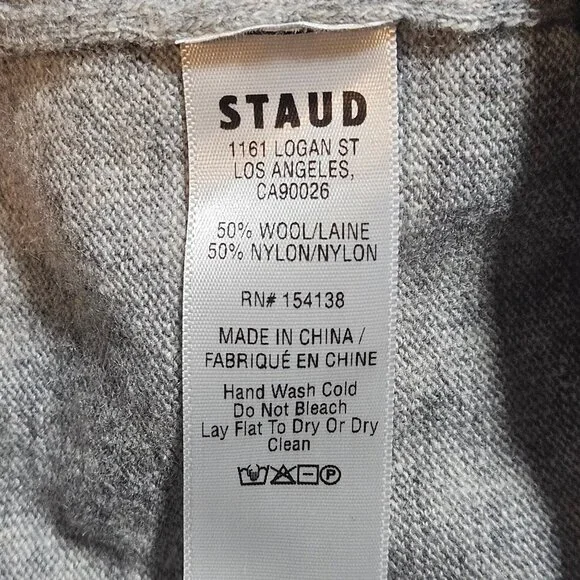 STAUD
1161 LOGAN ST
LOS ANGELES,
CA90026
50% WOOL/LAINE
50% NYLON/NYLON
RN# 154138
MADE IN CHINA /
FABRIQUÉ EN CHINE
Hand Wash Cold
Do Not Bleach
Lay Flat To Dry Or Dry
Clean
P